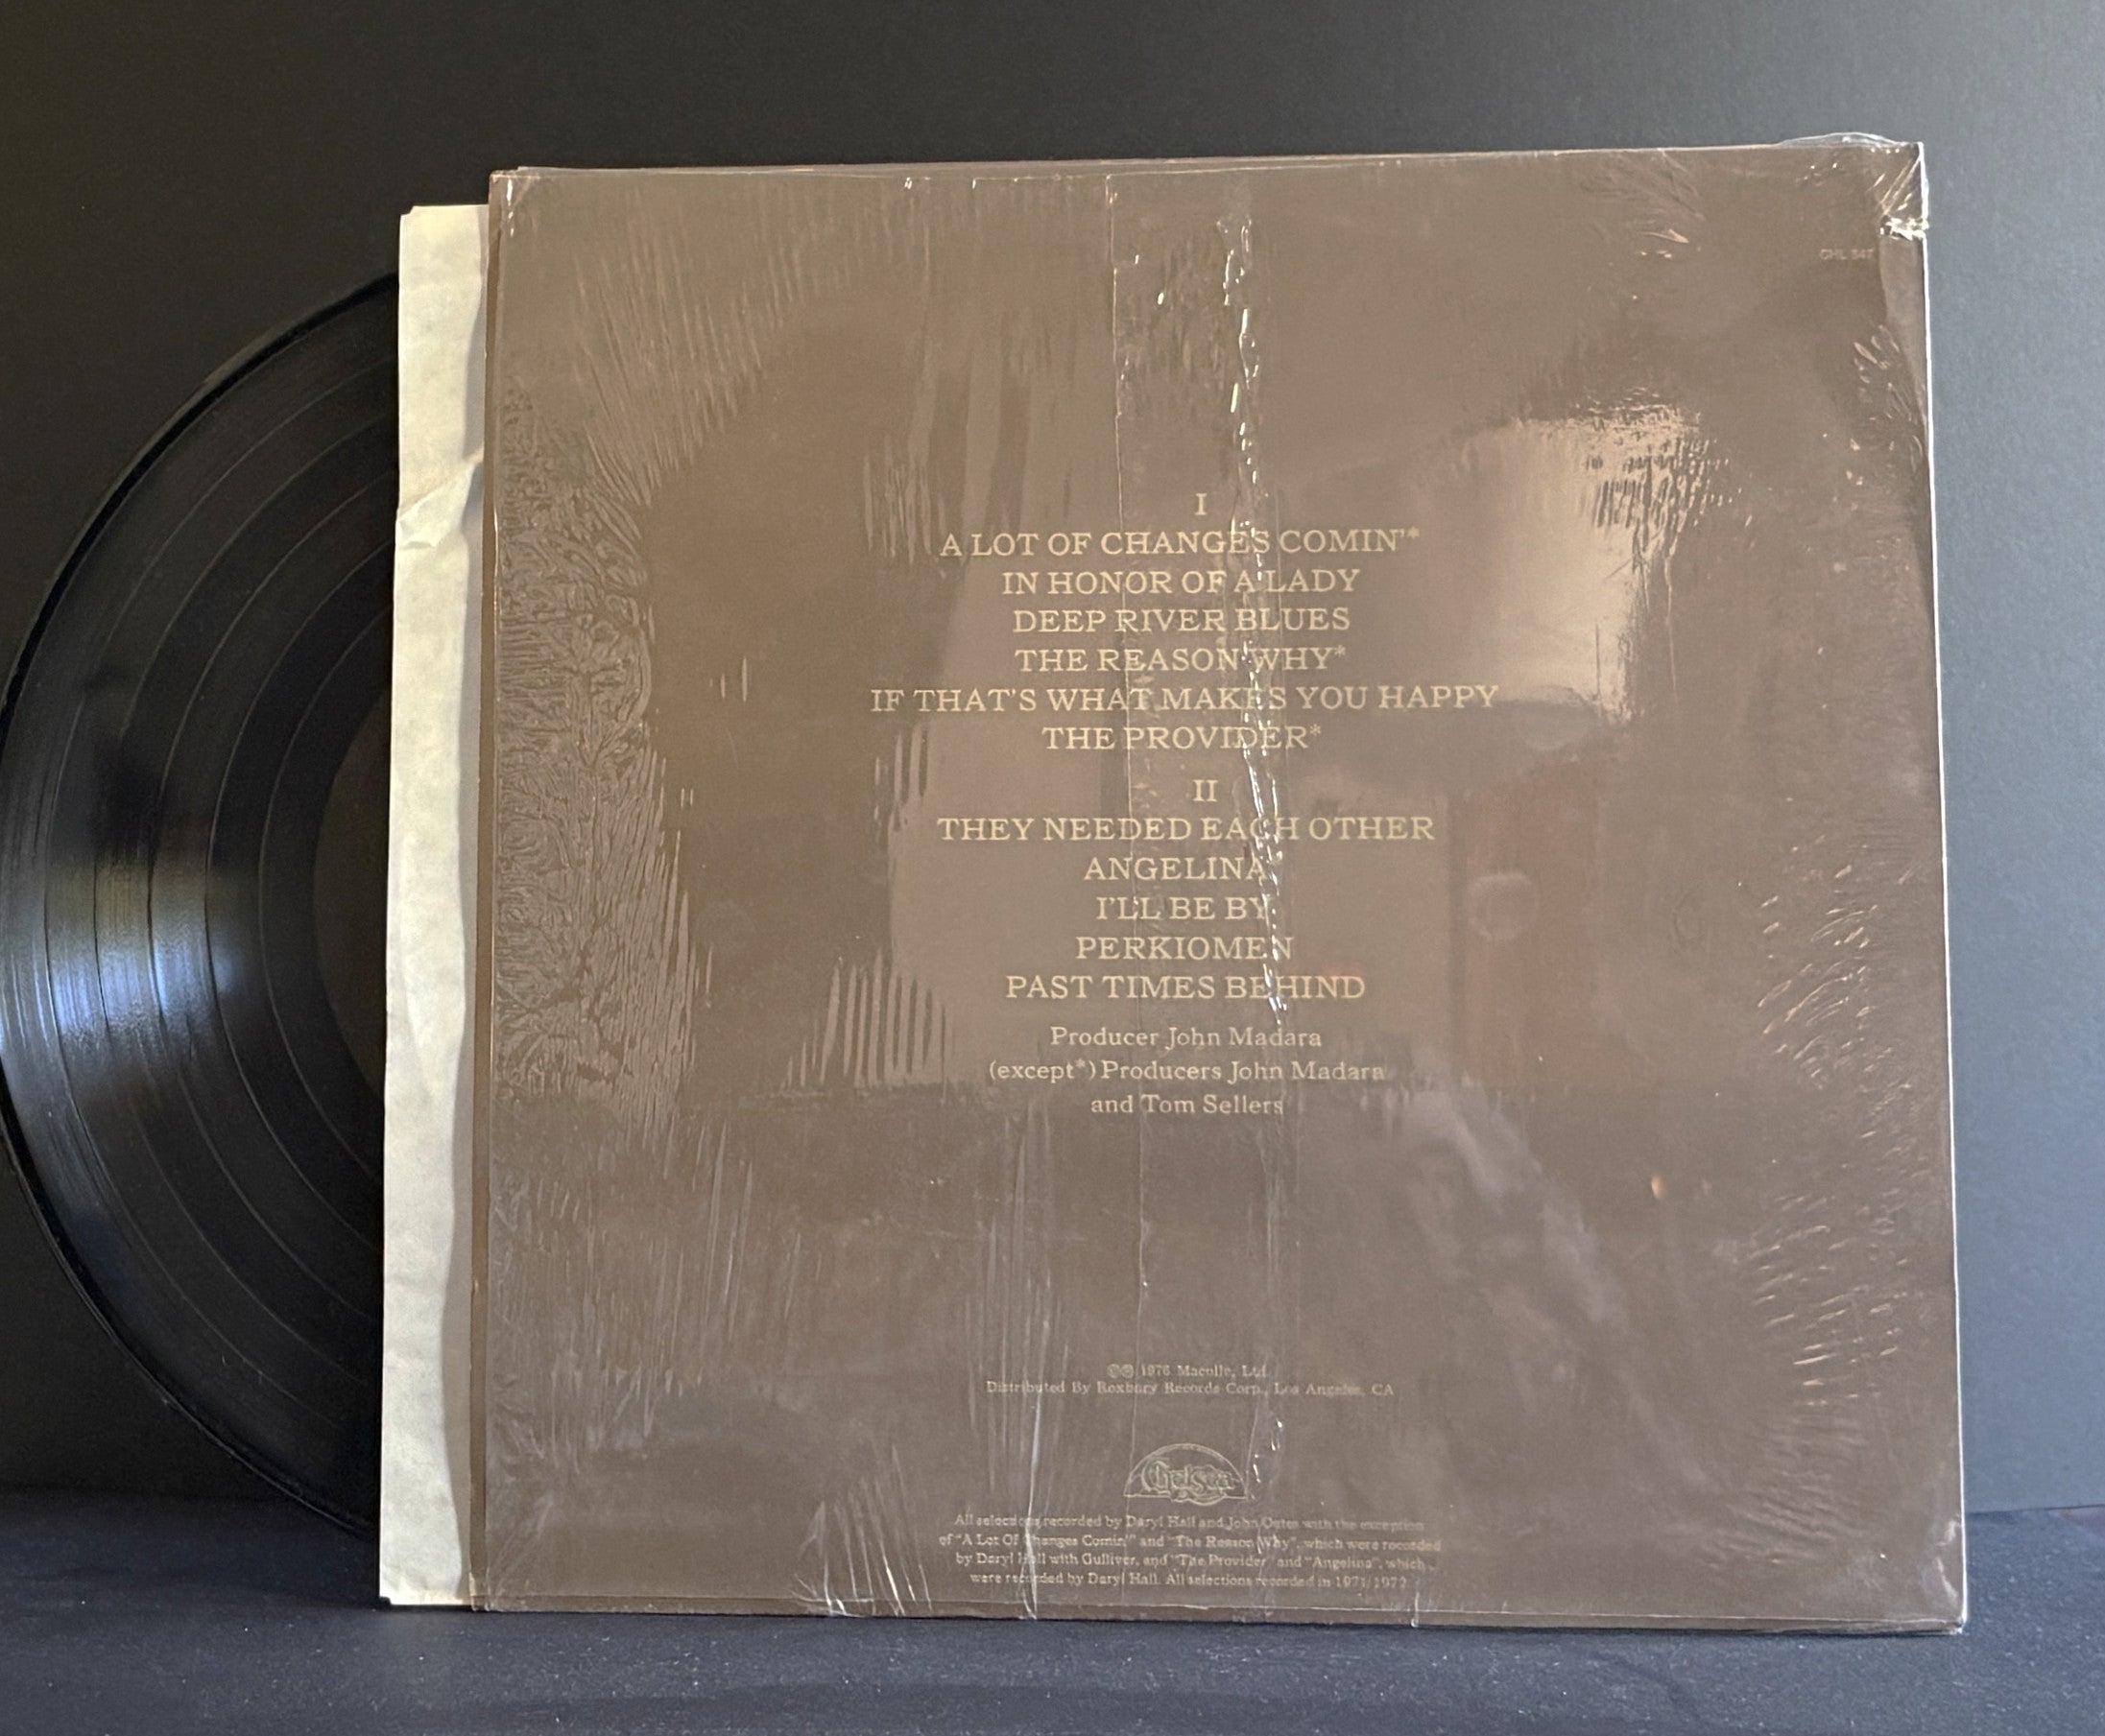 CHL 547
I
A LOT OF CHANGES COMIN'*
IN HONOR OF A LADY
DEEP RIVER BLUES
THE REASON WHY*
IF THAT'S WHAT MAKES YOU HAPPY
THE PROVIDER*
II
THEY NEEDED EACH OTHER
ANGELINA*
I'LL BE BY
PERKIOMEN
PAST TIMES BEHIND
Producer John Madara
(except*) Producers John Madara
and Tom Sellers
©℗ 1976 Macolle, Ltd.
Distributed By Roxbury Records Corp., Los Angeles, CA
Chelsea
All selections recorded by Daryl Hall and John Oates with the exception
of "A Lot Of Changes Comin'" and "The Reason Why", which were recorded
by Daryl Hall with Gulliver, and "The Provider" and "Angelina", which
were recorded by Daryl Hall. All selections recorded in 1971/1972